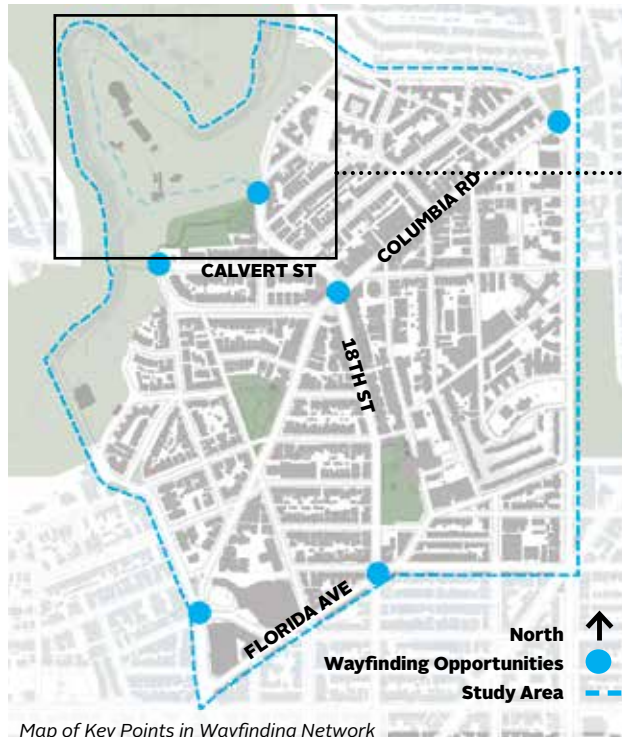 COLUMBIA RD
CALVERT ST
18TH ST
FLORIDA AVE
North
Wayfinding Opportunities
Study Area
Map of Key Points in Wayfinding Network